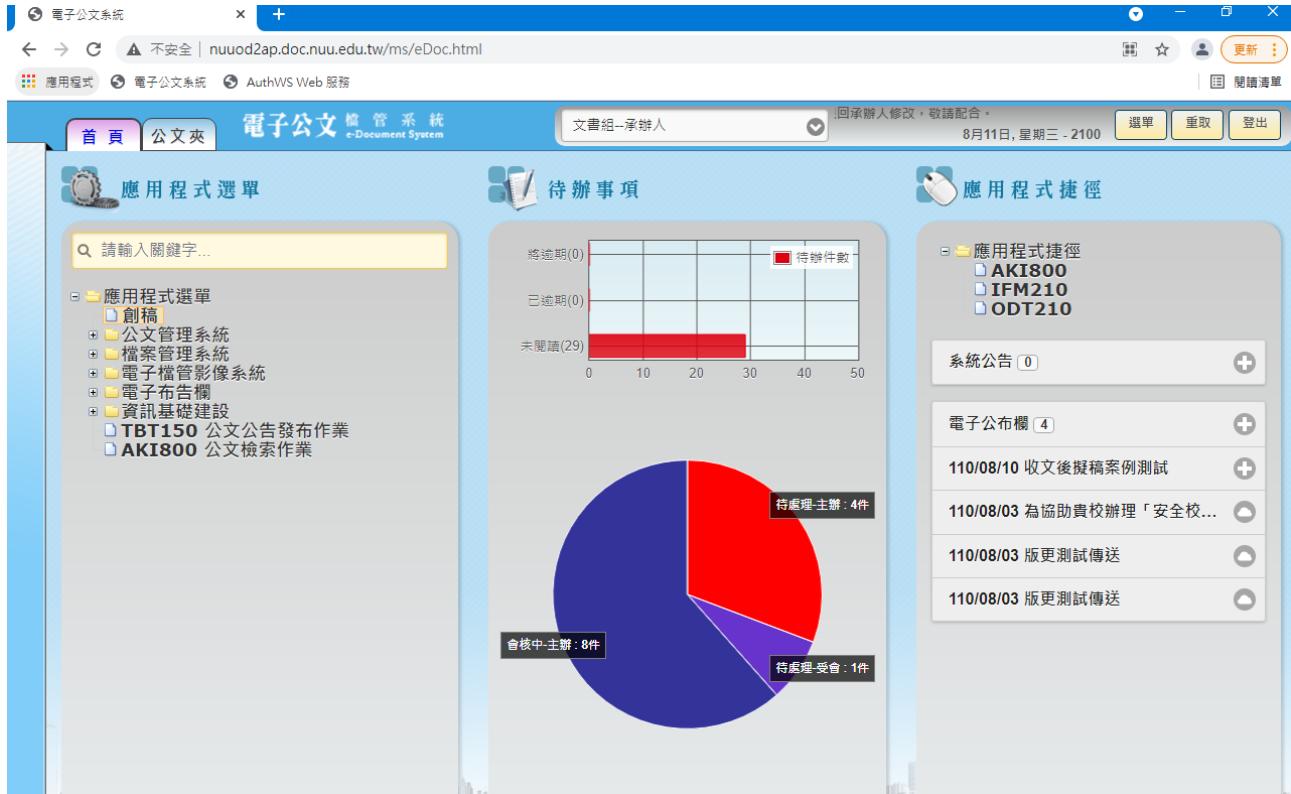 電子公文系統
不安全 | nuuod2ap.doc.nuu.edu.tw/ms/eDoc.html
更新
應用程式 電子公文系統 AuthWS Web 服務
閱讀清單
首頁 公文夾
電子公文 檔管系統
e-Document System
文書組--承辦人
回承辦人修改，敬請配合。
8月11日, 星期三 - 2100
選單 重取 登出
應用程式選單
請輸入關鍵字...
應用程式選單
創稿
公文管理系統
檔案管理系統
電子檔管影像系統
電子布告欄
資訊基礎建設
TBT150 公文公告發布作業
AKI800 公文檢索作業
待辦事項
待辦件數
將逾期(0)
已逾期(0)
未閱讀(29)
0 10 20 30 40 50
待處理-主辦 : 4件
會核中-主辦 : 8件
待處理-受會 : 1件
應用程式捷徑
應用程式捷徑
AKI800
IFM210
ODT210
系統公告 0
電子公布欄 4
110/08/10 收文後擬稿案例測試
110/08/03 為協助貴校辦理「安全校...
110/08/03 版更測試傳送
110/08/03 版更測試傳送